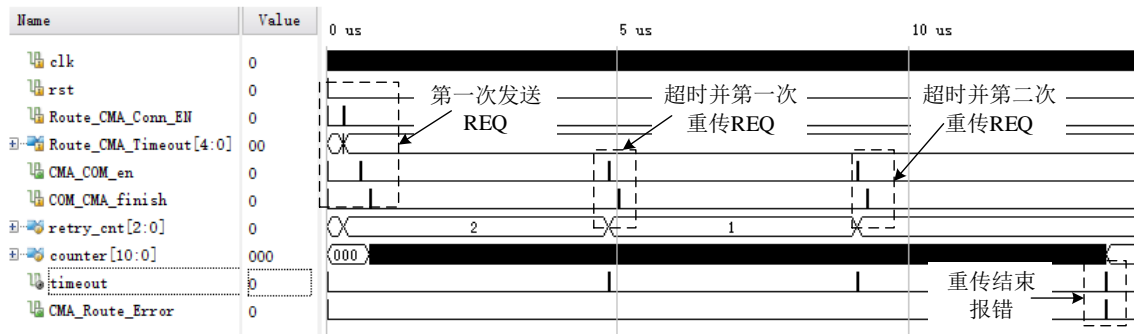 Name Value 0 us 5 us 10 us
clk 0
rst 0
Route_CMA_Conn_EN 0
Route_CMA_Timeout[4:0] 00
CMA_COM_en 0
COM_CMA_finish 0
retry_cnt[2:0] 0 2 1
counter[10:0] 000 000
timeout 0
CMA_Route_Error 0
第一次发送
REQ
超时并第一次
重传REQ
超时并第二次
重传REQ
重传结束
报错